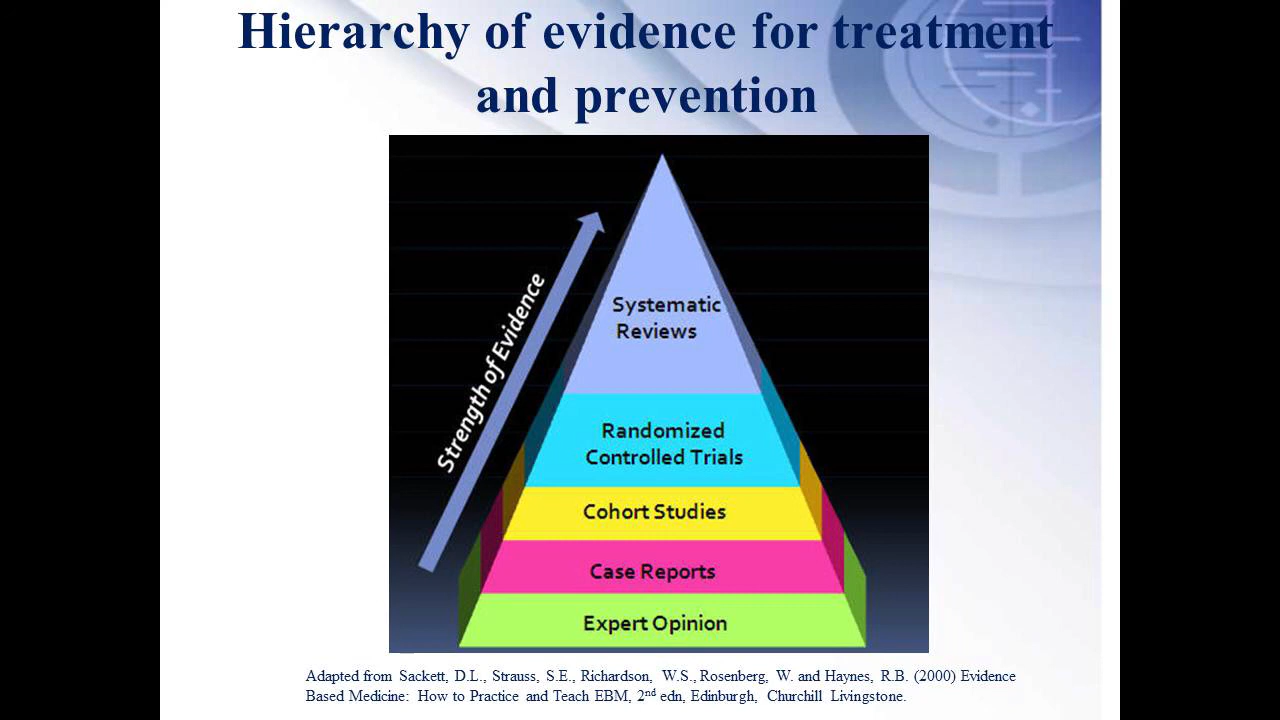 Hierarchy of evidence for treatment
and prevention
Strength of Evidence
Systematic
Reviews
Randomized
Controlled Trials
Cohort Studies
Case Reports
Expert Opinion
Adapted from Sackett, D.L., Strauss, S.E., Richardson, W.S., Rosenberg, W. and Haynes, R.B. (2000) Evidence
Based Medicine: How to Practice and Teach EBM, 2nd edn, Edinburgh, Churchill Livingstone.